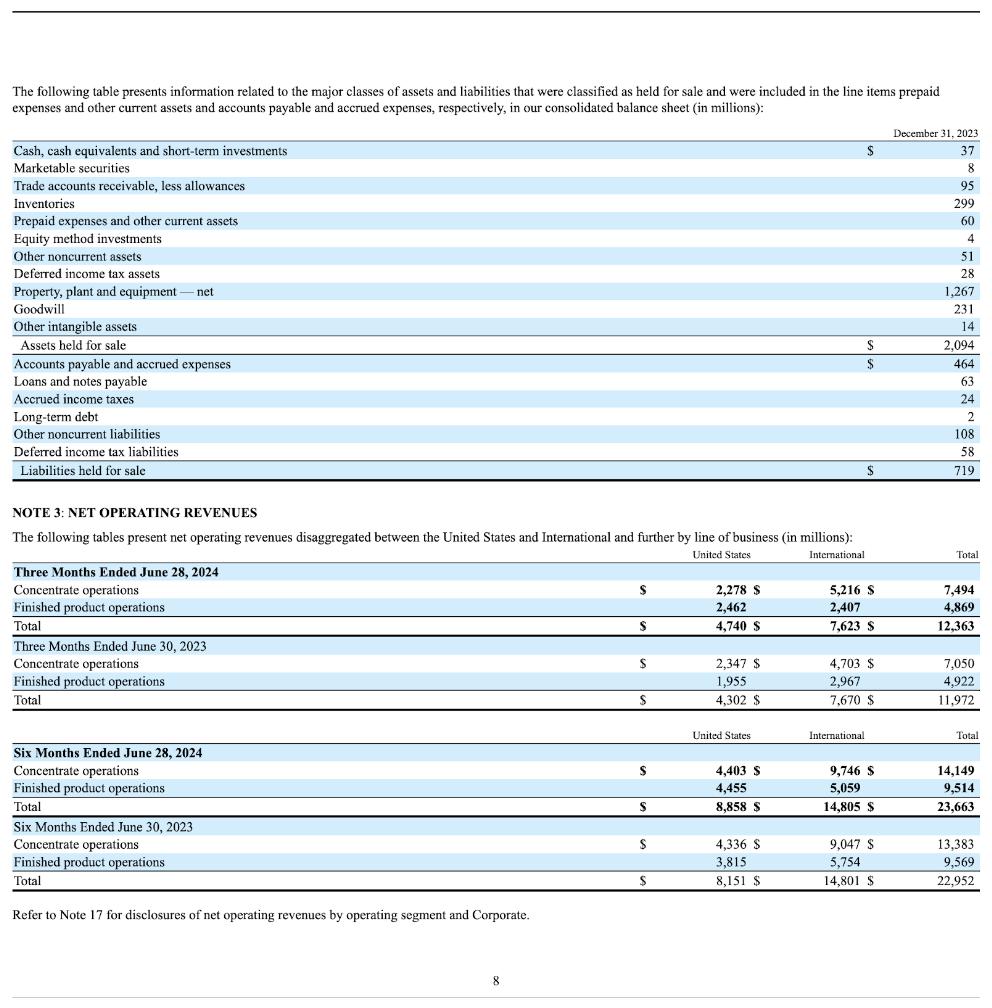 The following table presents information related to the major classes of assets and liabilities that were classified as held for sale and were included in the line items prepaid
expenses and other current assets and accounts payable and accrued expenses, respectively, in our consolidated balance sheet (in millions):
December 31, 2023
Cash, cash equivalents and short-term investments $ 37
Marketable securities 8
Trade accounts receivable, less allowances 95
Inventories 299
Prepaid expenses and other current assets 60
Equity method investments 4
Other noncurrent assets 51
Deferred income tax assets 28
Property, plant and equipment — net 1,267
Goodwill 231
Other intangible assets 14
Assets held for sale $ 2,094
Accounts payable and accrued expenses $ 464
Loans and notes payable 63
Accrued income taxes 24
Long-term debt 2
Other noncurrent liabilities 108
Deferred income tax liabilities 58
Liabilities held for sale $ 719
NOTE 3: NET OPERATING REVENUES
The following tables present net operating revenues disaggregated between the United States and International and further by line of business (in millions):
United States International Total
Three Months Ended June 28, 2024
Concentrate operations $ 2,278 $ 5,216 $ 7,494
Finished product operations 2,462 2,407 4,869
Total $ 4,740 $ 7,623 $ 12,363
Three Months Ended June 30, 2023
Concentrate operations $ 2,347 $ 4,703 $ 7,050
Finished product operations 1,955 2,967 4,922
Total $ 4,302 $ 7,670 $ 11,972
United States International Total
Six Months Ended June 28, 2024
Concentrate operations $ 4,403 $ 9,746 $ 14,149
Finished product operations 4,455 5,059 9,514
Total $ 8,858 $ 14,805 $ 23,663
Six Months Ended June 30, 2023
Concentrate operations $ 4,336 $ 9,047 $ 13,383
Finished product operations 3,815 5,754 9,569
Total $ 8,151 $ 14,801 $ 22,952
Refer to Note 17 for disclosures of net operating revenues by operating segment and Corporate.
8